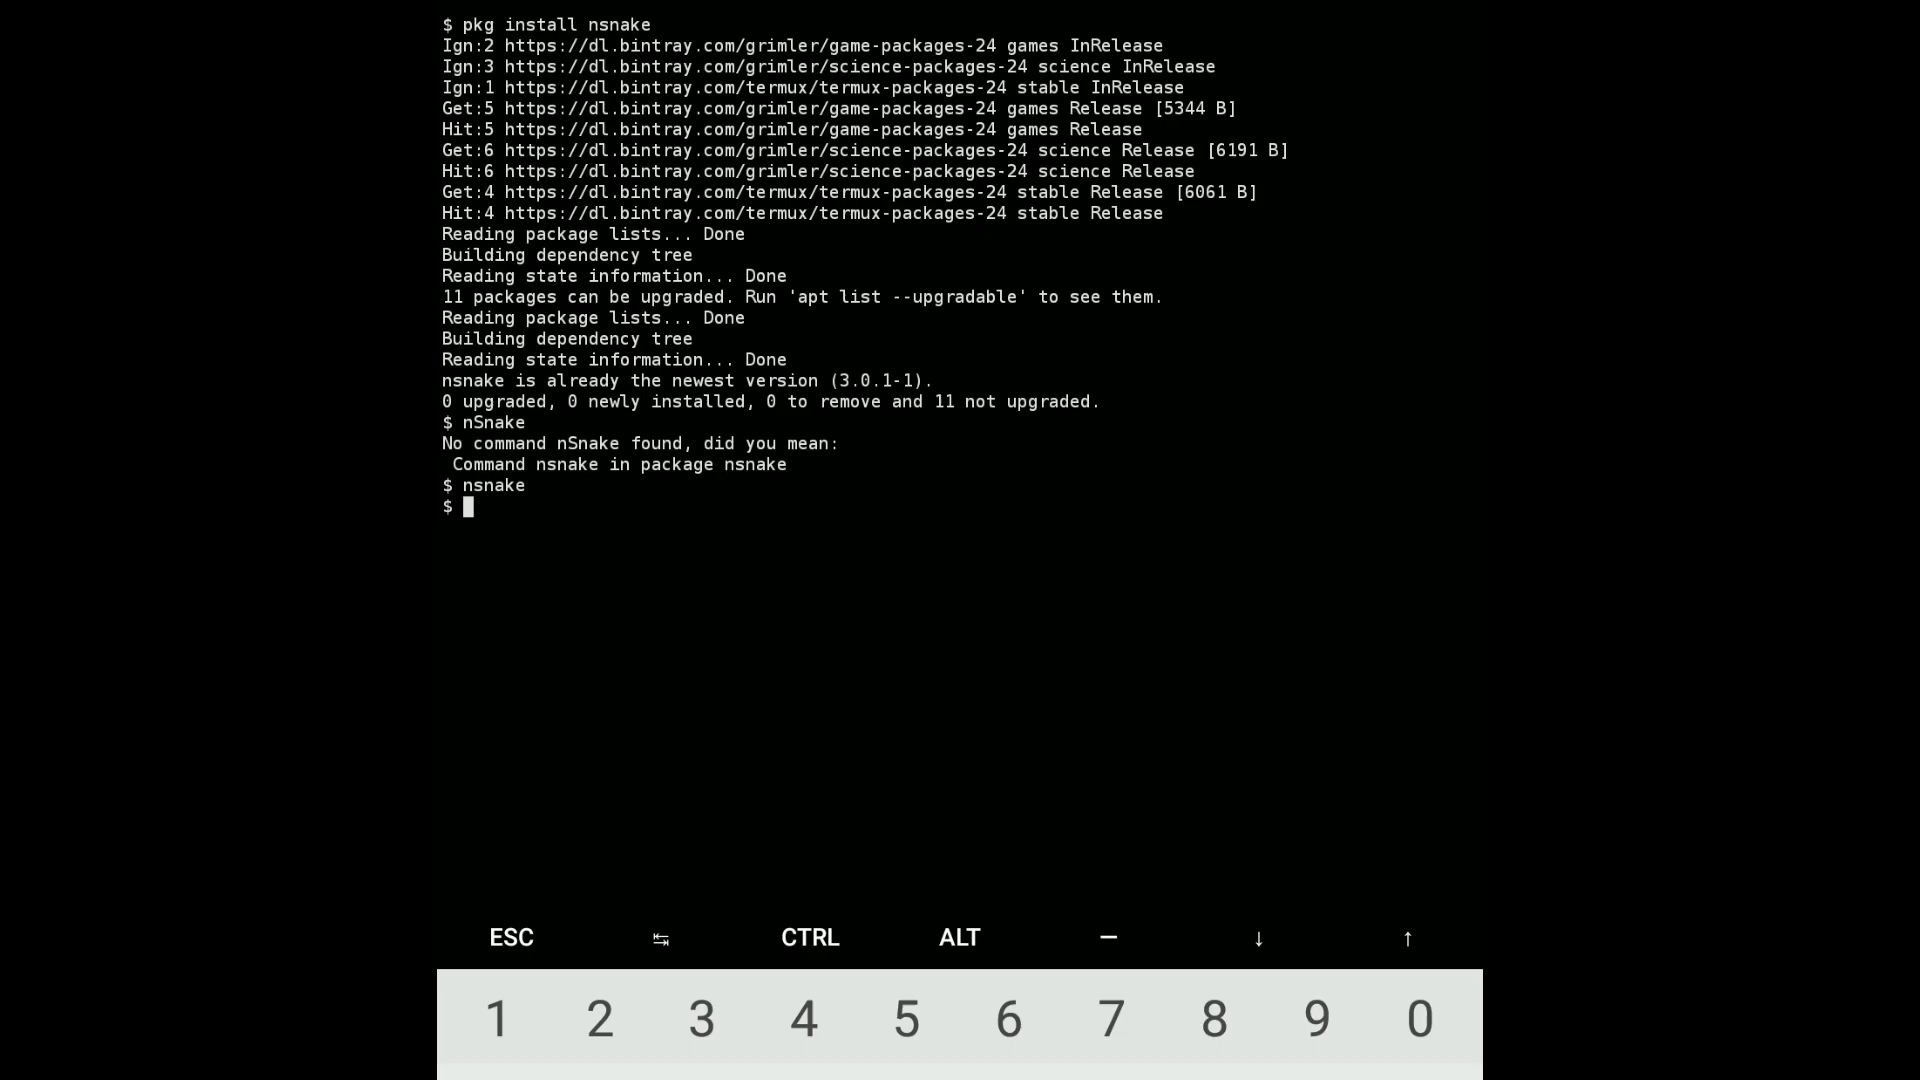 $ pkg install nsnake
Ign:2 https://dl.bintray.com/grimler/game-packages-24 games InRelease
Ign:3 https://dl.bintray.com/grimler/science-packages-24 science InRelease
Ign:1 https://dl.bintray.com/termux/termux-packages-24 stable InRelease
Get:5 https://dl.bintray.com/grimler/game-packages-24 games Release [5344 B]
Hit:5 https://dl.bintray.com/grimler/game-packages-24 games Release
Get:6 https://dl.bintray.com/grimler/science-packages-24 science Release [6191 B]
Hit:6 https://dl.bintray.com/grimler/science-packages-24 science Release
Get:4 https://dl.bintray.com/termux/termux-packages-24 stable Release [6061 B]
Hit:4 https://dl.bintray.com/termux/termux-packages-24 stable Release
Reading package lists... Done
Building dependency tree
Reading state information... Done
11 packages can be upgraded. Run 'apt list --upgradable' to see them.
Reading package lists... Done
Building dependency tree
Reading state information... Done
nsnake is already the newest version (3.0.1-1).
0 upgraded, 0 newly installed, 0 to remove and 11 not upgraded.
$ nSnake
No command nSnake found, did you mean:
 Command nsnake in package nsnake
$ nsnake
$
ESC ↹ CTRL ALT — ↓ ↑
1 2 3 4 5 6 7 8 9 0